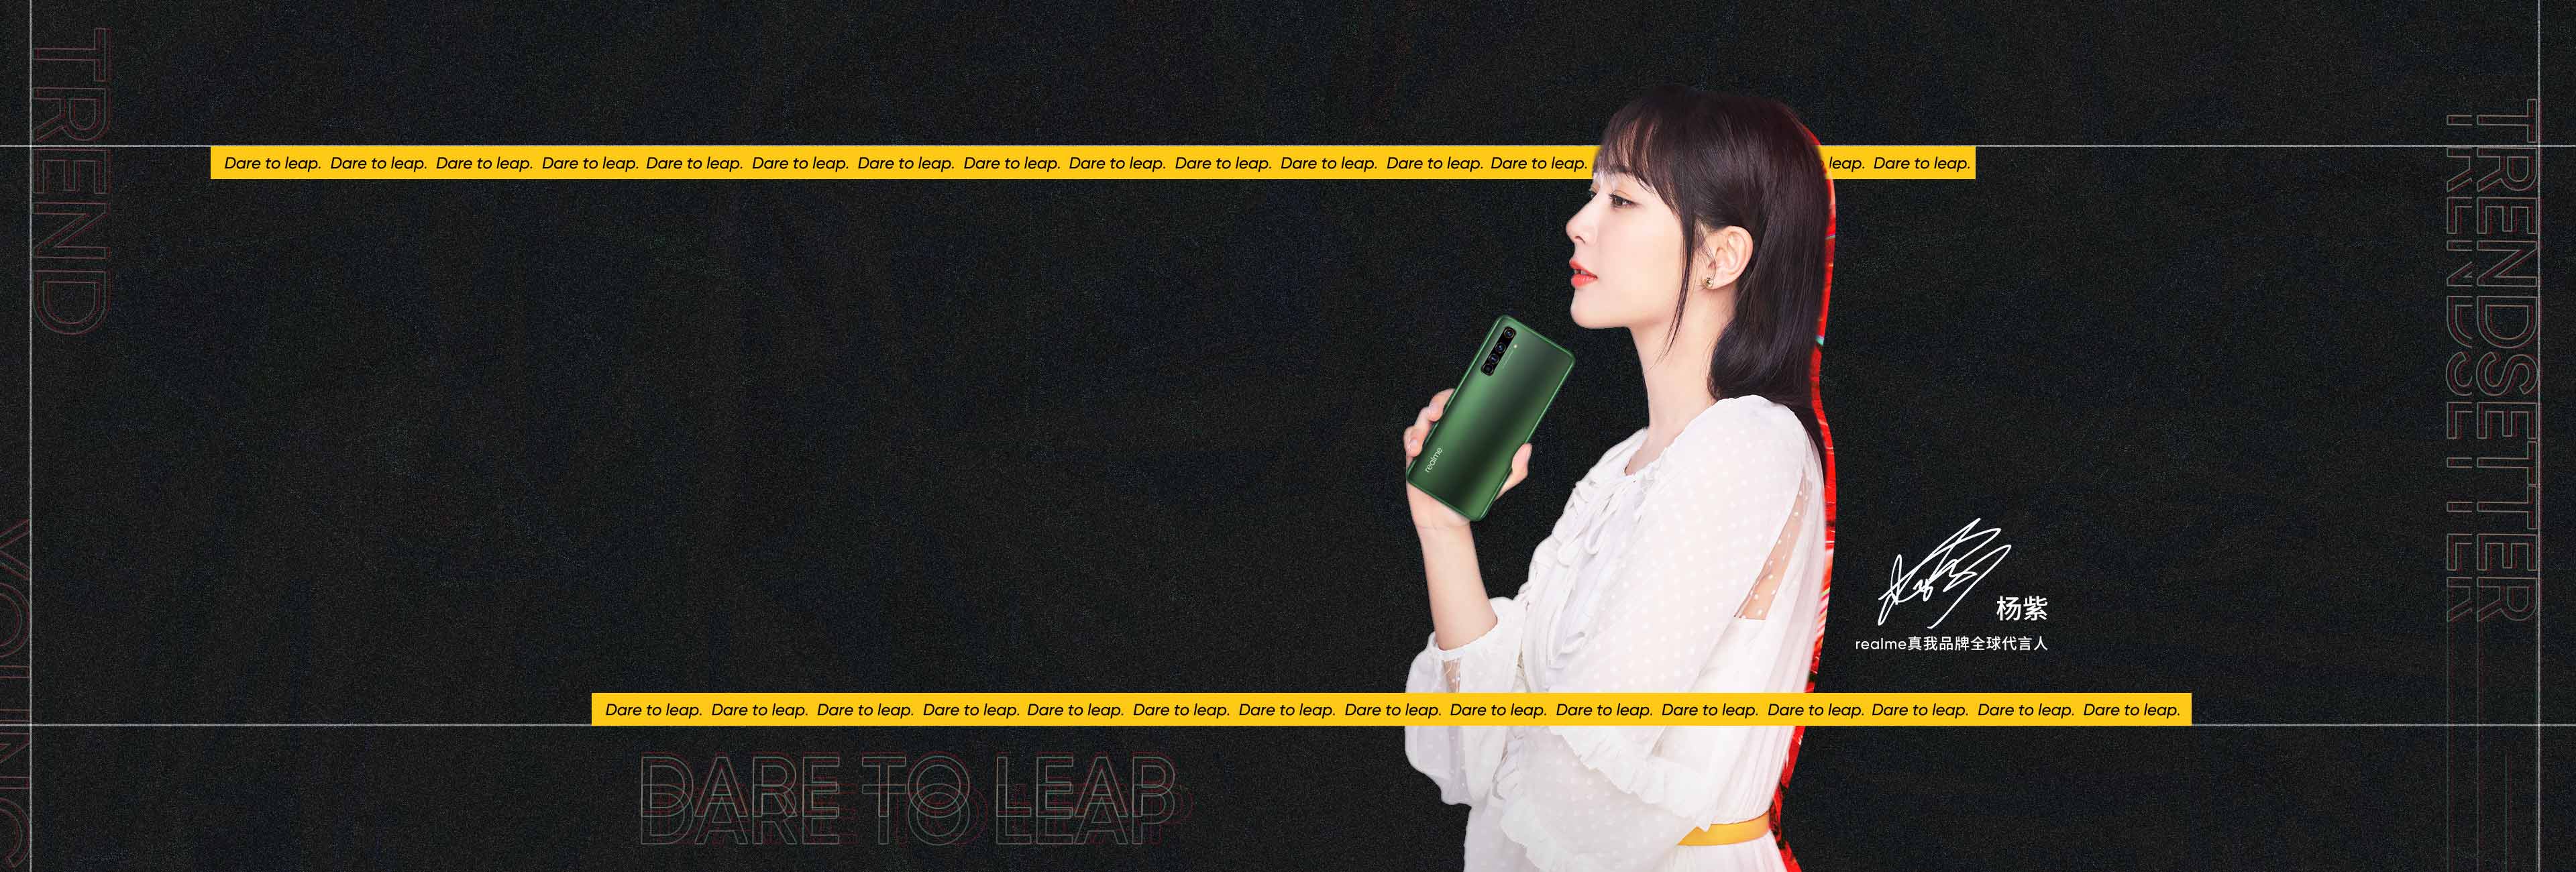 TREND
Dare to leap. Dare to leap. Dare to leap. Dare to leap. Dare to leap. Dare to leap. Dare to leap. Dare to leap. Dare to leap. Dare to leap. Dare to leap. Dare to leap. Dare to leap. leap. Dare to leap.
TRENDSETTER
TRENDSETTER
realme
杨紫
realme真我品牌全球代言人
YOUNG
Dare to leap. Dare to leap. Dare to leap. Dare to leap. Dare to leap. Dare to leap. Dare to leap. Dare to leap. Dare to leap. Dare to leap. Dare to leap. Dare to leap. Dare to leap. Dare to leap. Dare to leap.
DARE TO LEAP
DARE TO LEAP